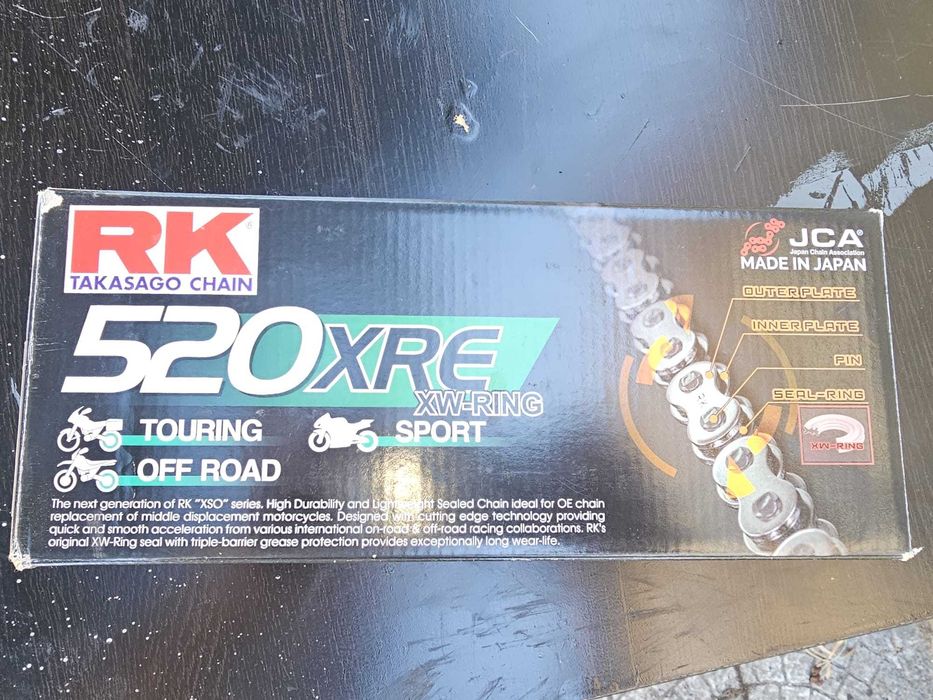 RK
TAKASAGO CHAIN
520XRE
XW-RING
TOURING
SPORT
OFF ROAD
The next generation of RK "XSO" series. High Durability and Lightweight Sealed Chain ideal for OE chain
replacement of middle displacement motorcycles. Designed with cutting edge technology providing
quick and smooth acceleration from various international on-road & off-road racing collaborations. RK's
original XW-Ring seal with triple-barrier grease protection provides exceptionally long wear-life.
JCA®
Japan Chain Association
MADE IN JAPAN
OUTER PLATE
INNER PLATE
PIN
SEAL-RING
XW-RING